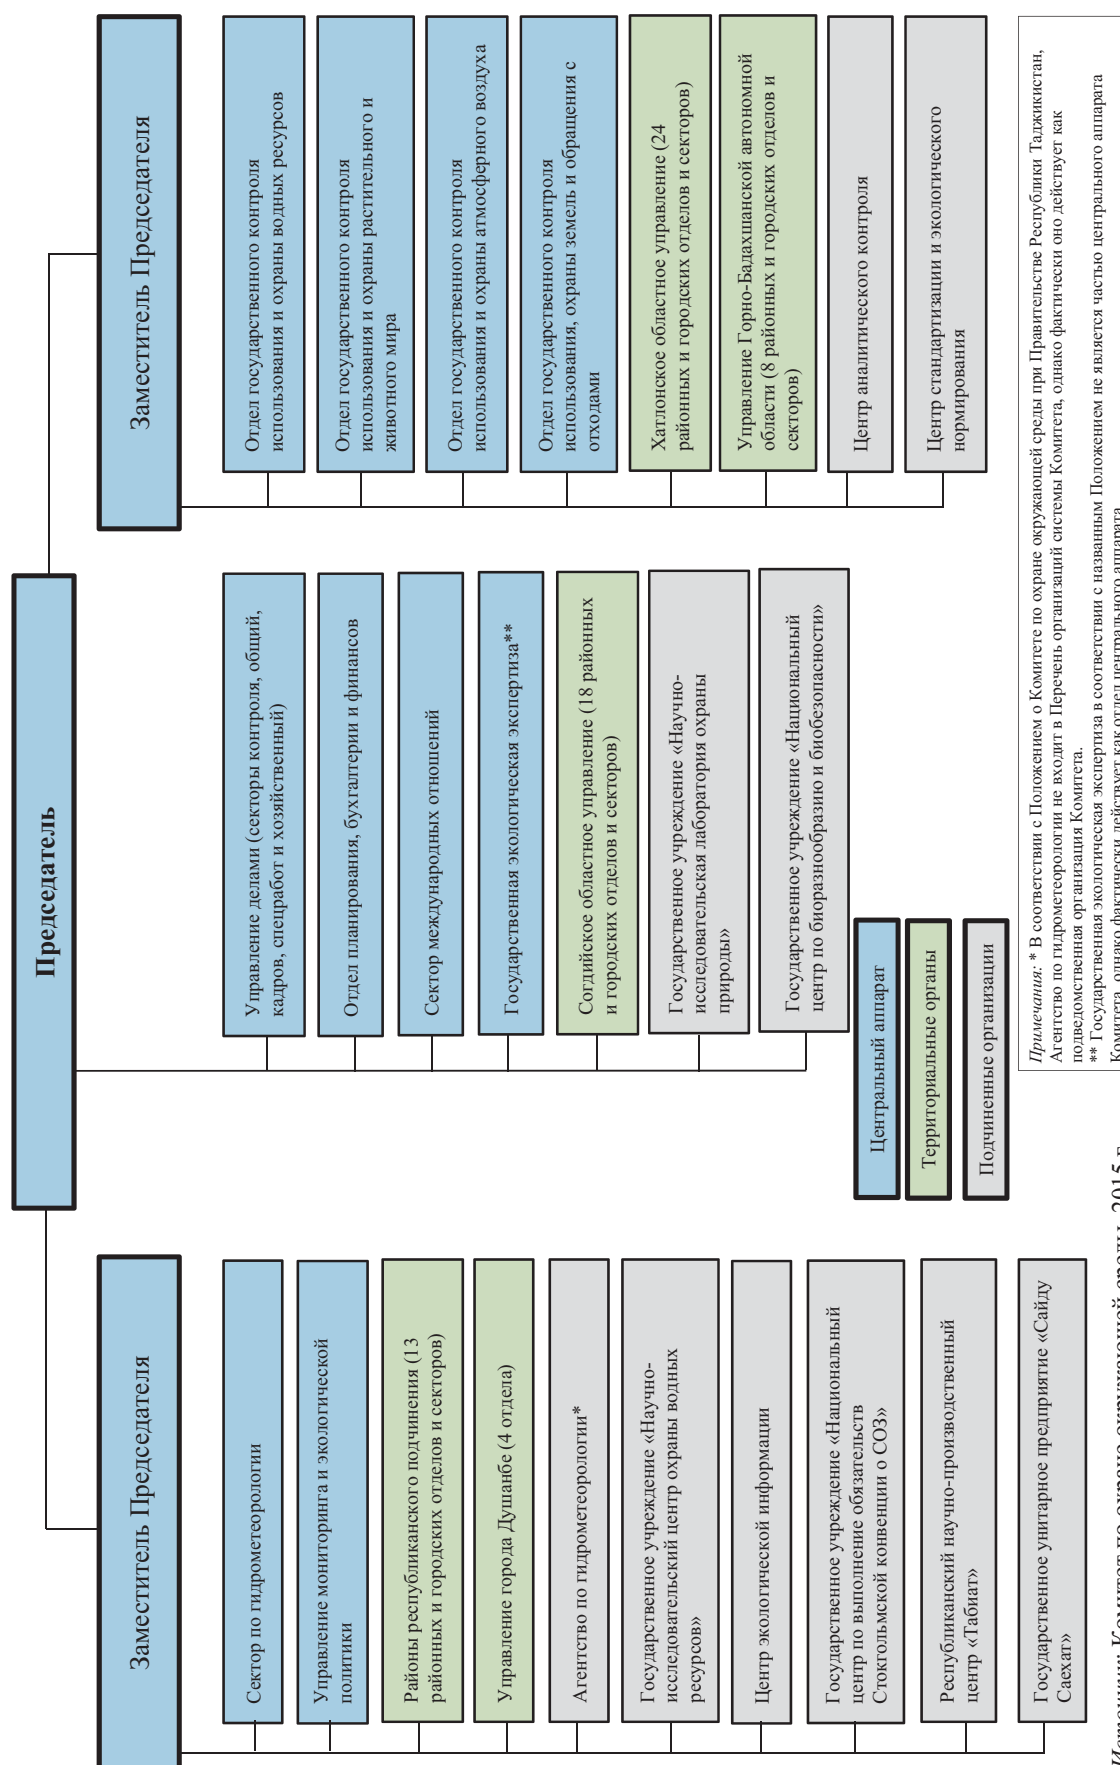 Председатель
Заместитель Председателя
Сектор по гидрометеорологии
Управление мониторинга и экологической
политики
Районы республиканского подчинения (13
районных и городских отделов и секторов)
Управление города Душанбе (4 отдела)
Агентство по гидрометеорологии*
Государственное учреждение «Научно-
исследовательский центр охраны водных
ресурсов»
Центр экологической информации
Государственное учреждение «Национальный
центр по выполнение обязательств
Стокгольмской конвенции о СОЗ»
Республиканский научно-производственный
центр «Табиат»
Государственное унитарное предприятие «Сайду
Саехат»
Управление делами (секторы контроля, общий,
кадров, спецработ и хозяйственный)
Отдел планирования, бухгалтерии и финансов
Сектор международных отношений
Государственная экологическая экспертиза**
Согдийское областное управление (18 районных
и городских отделов и секторов)
Государственное учреждение «Научно-
исследовательская лаборатория охраны
природы»
Государственное учреждение «Национальный
центр по биоразнообразию и биобезопасности»
Заместитель Председателя
Отдел государственного контроля
использования и охраны водных ресурсов
Отдел государственного контроля
использования и охраны растительного и
животного мира
Отдел государственного контроля
использования и охраны атмосферного воздуха
Отдел государственного контроля
использования, охраны земель и обращения с
отходами
Хатлонское областное управление (24
районных и городских отделов и секторов)
Управление Горно-Бадахшанской автономной
области (8 районных и городских отделов и
секторов)
Центр аналитического контроля
Центр стандартизации и экологического
нормирования
Центральный аппарат
Территориальные органы
Подчиненные организации
Примечания: * В соответствии с Положением о Комитете по охране окружающей среды при Правительстве Республики Таджикистан,
Агентство по гидрометеорологии не входит в Перечень организаций системы Комитета, однако фактически оно действует как
подведомственная организация Комитета.
** Государственная экологическая экспертиза в соответствии с названным Положением не является частью центрального аппарата
Комитета, однако фактически действует как отдел центрального аппарата.
Источник: Комитет по охране окружающей среды, 2015 г.